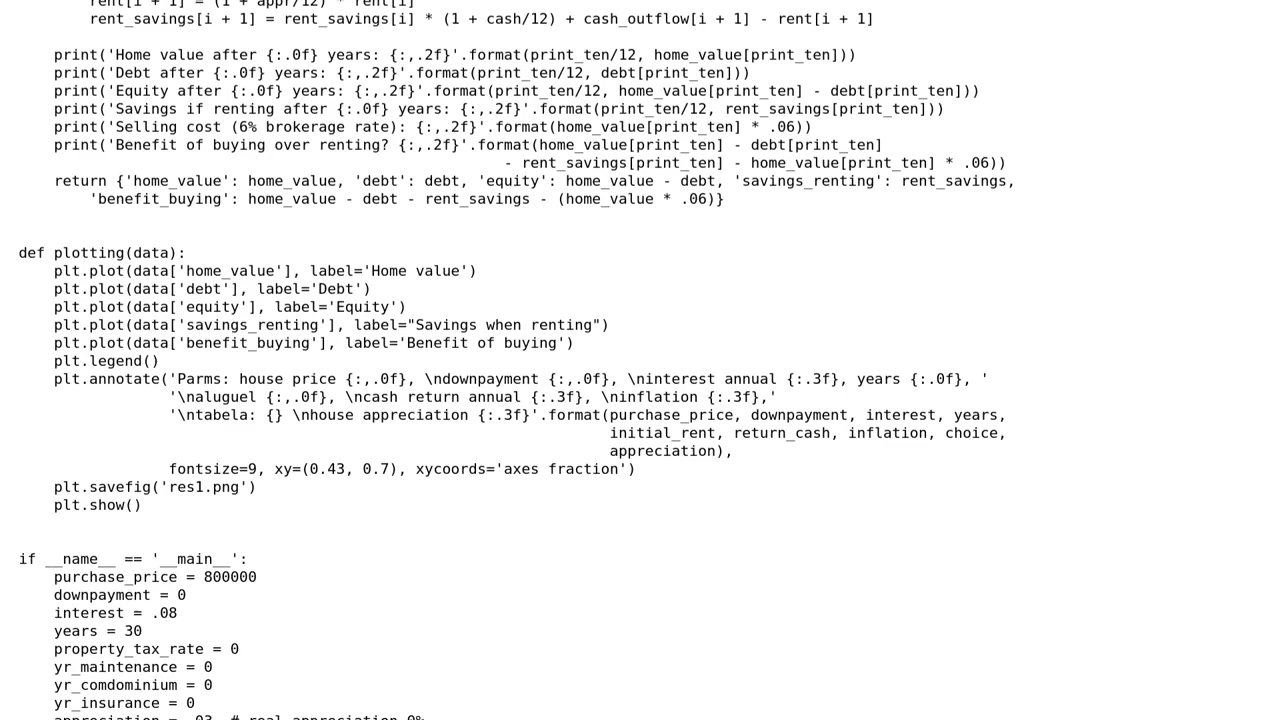 rent[i + 1] = (1 + appr/12) * rent[i]
rent_savings[i + 1] = rent_savings[i] * (1 + cash/12) + cash_outflow[i + 1] - rent[i + 1]
print('Home value after {:.0f} years: {:,.2f}'.format(print_ten/12, home_value[print_ten]))
print('Debt after {:.0f} years: {:,.2f}'.format(print_ten/12, debt[print_ten]))
print('Equity after {:.0f} years: {:,.2f}'.format(print_ten/12, home_value[print_ten] - debt[print_ten]))
print('Savings if renting after {:.0f} years: {:,.2f}'.format(print_ten/12, rent_savings[print_ten]))
print('Selling cost (6% brokerage rate): {:,.2f}'.format(home_value[print_ten] * .06))
print('Benefit of buying over renting? {:,.2f}'.format(home_value[print_ten] - debt[print_ten]
- rent_savings[print_ten] - home_value[print_ten] * .06))
return {'home_value': home_value, 'debt': debt, 'equity': home_value - debt, 'savings_renting': rent_savings,
'benefit_buying': home_value - debt - rent_savings - (home_value * .06)}
def plotting(data):
plt.plot(data['home_value'], label='Home value')
plt.plot(data['debt'], label='Debt')
plt.plot(data['equity'], label='Equity')
plt.plot(data['savings_renting'], label="Savings when renting")
plt.plot(data['benefit_buying'], label='Benefit of buying')
plt.legend()
plt.annotate('Parms: house price {:,.0f}, \ndownpayment {:,.0f}, \ninterest annual {:.3f}, years {:.0f}, '
'\naluguel {:,.0f}, \ncash return annual {:.3f}, \ninflation {:.3f},'
'\ntabela: {} \nhouse appreciation {:.3f}'.format(purchase_price, downpayment, interest, years,
initial_rent, return_cash, inflation, choice,
appreciation),
fontsize=9, xy=(0.43, 0.7), xycoords='axes fraction')
plt.savefig('res1.png')
plt.show()
if __name__ == '__main__':
purchase_price = 800000
downpayment = 0
interest = .08
years = 30
property_tax_rate = 0
yr_maintenance = 0
yr_comdominium = 0
yr_insurance = 0
appreciation = .03 # real appreciation 0%